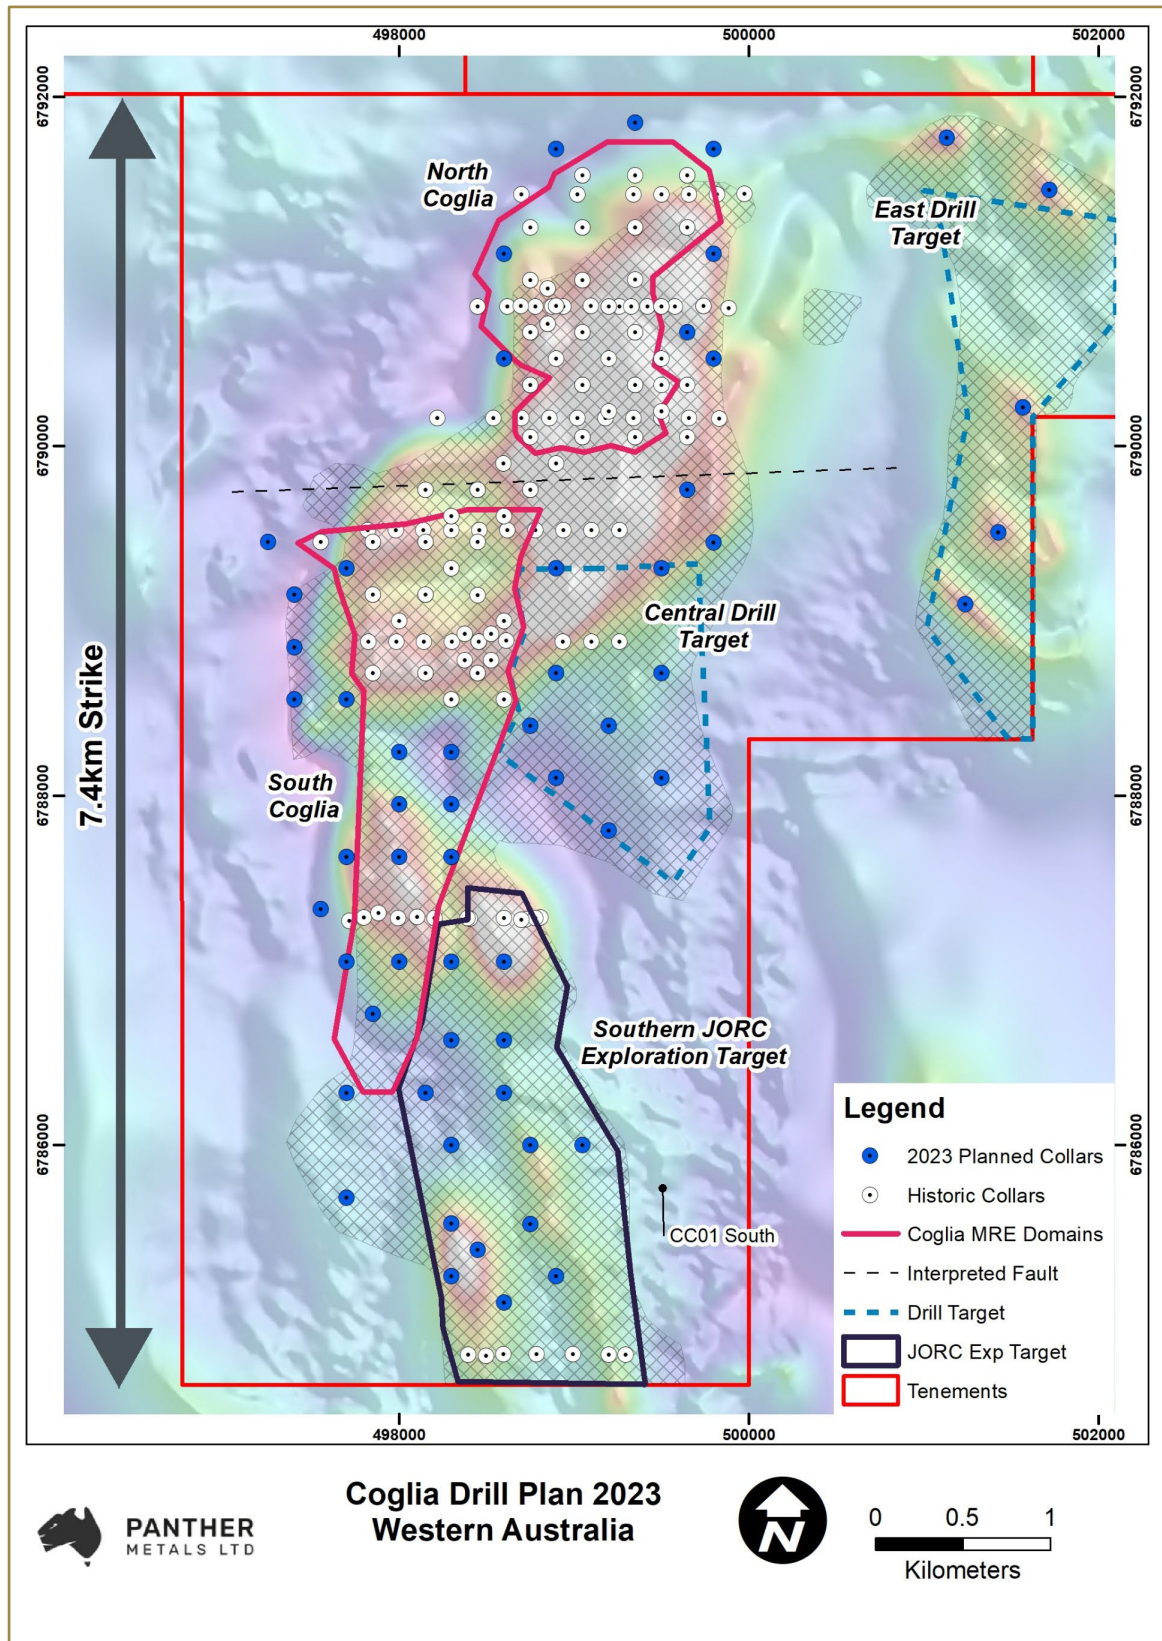 498000
500000
502000
6792000
6792000
North
Coglia
East Drill
Target
6790000
6790000
Central Drill
Target
7.4km Strike
South
Coglia
6788000
6788000
Southern JORC
Exploration Target
CC01 South
6786000
6786000
Legend
2023 Planned Collars
Historic Collars
Coglia MRE Domains
Interpreted Fault
Drill Target
JORC Exp Target
Tenements
498000
500000
502000
PANTHER
METALS LTD
Coglia Drill Plan 2023
Western Australia
N
0 0.5 1
Kilometers